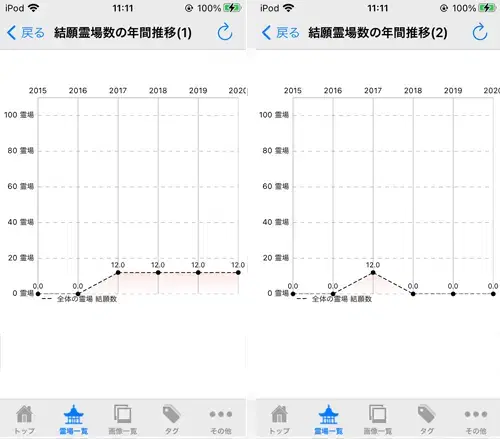 iPod 11:11 100%
戻る 結願霊場数の年間推移(1)
2015 2016 2017 2018 2019 2020
100 霊場
80 霊場
60 霊場
40 霊場
20 霊場
12.0 12.0 12.0 12.0
0.0 0.0
0 霊場
全体の霊場 結願数
トップ 霊場一覧 画像一覧 タグ その他
iPod 11:11 100%
戻る 結願霊場数の年間推移(2)
2015 2016 2017 2018 2019 2020
100 霊場
80 霊場
60 霊場
40 霊場
20 霊場
12.0
0.0 0.0 0.0 0.0 0.0
0 霊場
全体の霊場 結願数
トップ 霊場一覧 画像一覧 タグ その他